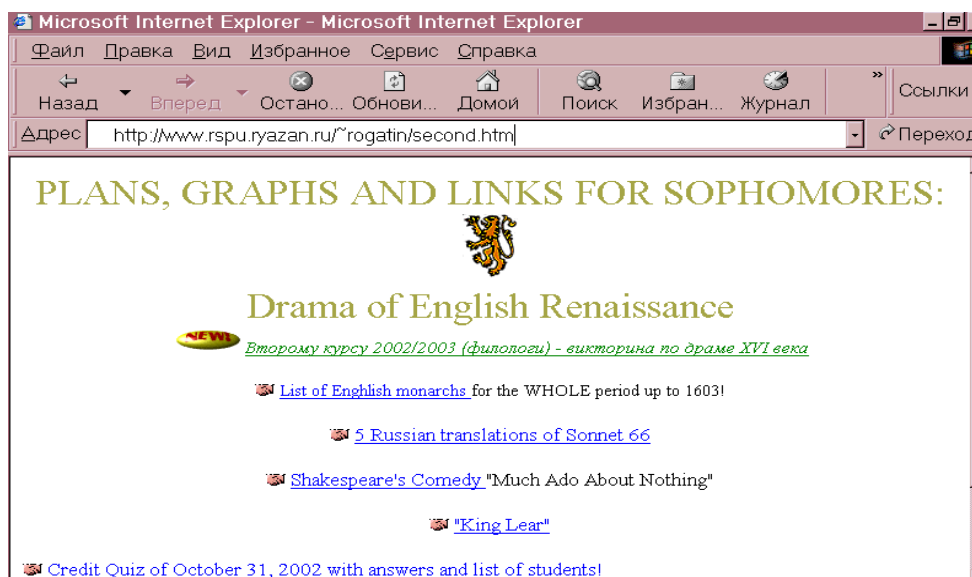 Microsoft Internet Explorer - Microsoft Internet Explorer
Файл Правка Вид Избранное Сервис Справка
Назад Вперед Остано... Обнови... Домой Поиск Избран... Журнал » Ссылки
Адрес http://www.rspu.ryazan.ru/~rogatin/second.htm Переход
PLANS, GRAPHS AND LINKS FOR SOPHOMORES:
Drama of English Renaissance
NEW! Второму курсу 2002/2003 (филологи) - викторина по драме XVI века
List of Enghlish monarchs for the WHOLE period up to 1603!
5 Russian translations of Sonnet 66
Shakespeare's Comedy "Much Ado About Nothing"
"King Lear"
Credit Quiz of October 31, 2002 with answers and list of students!